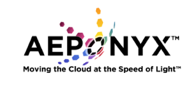 AEPONYX™
Moving the Cloud at the Speed of Light™